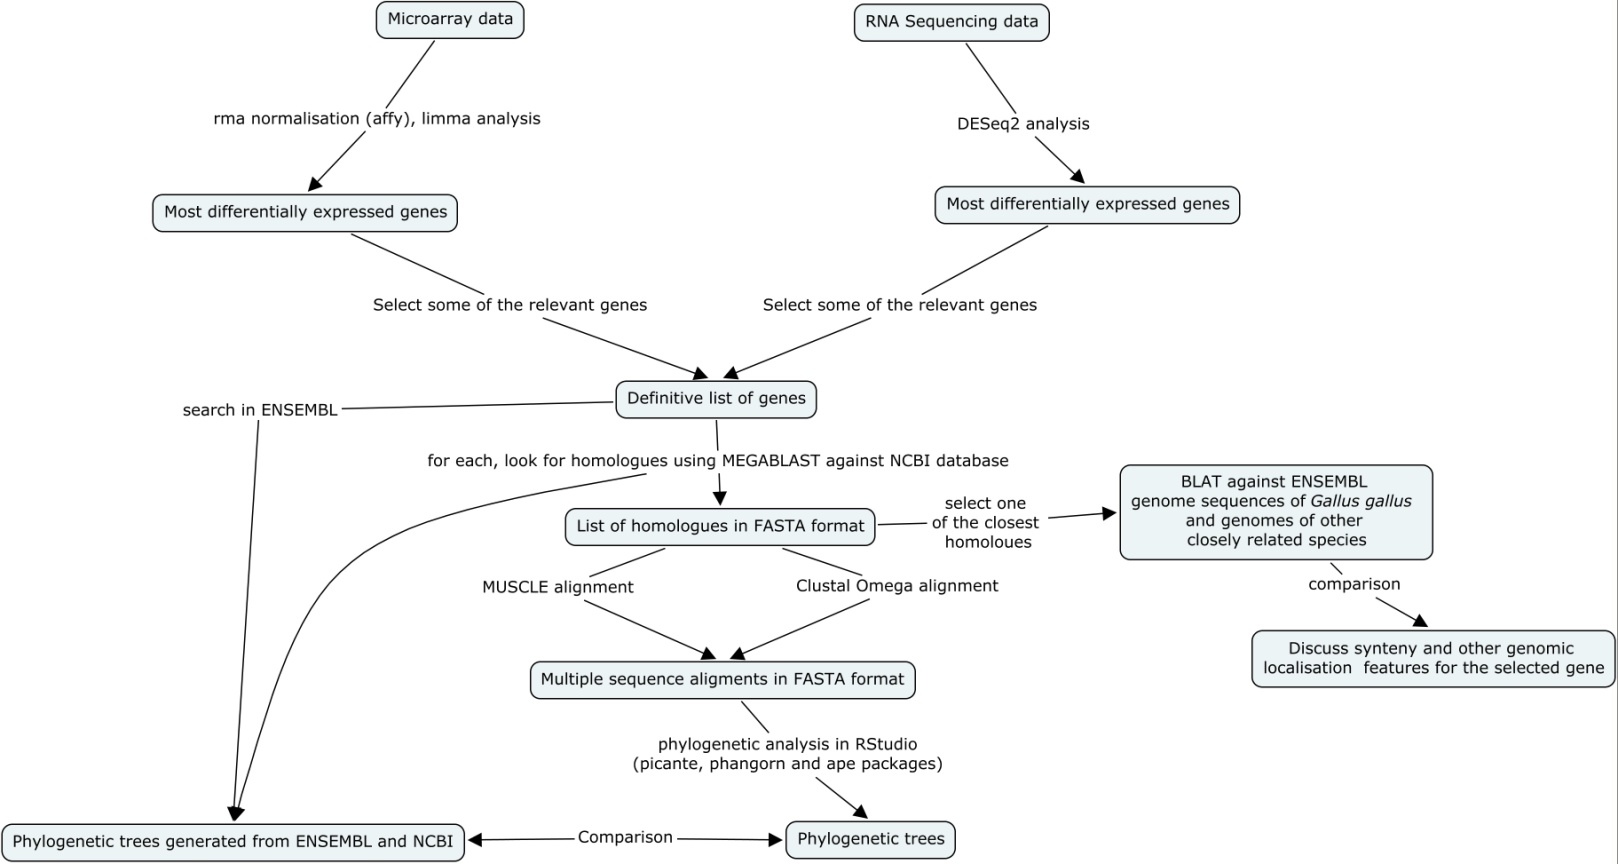 Microarray data
RNA Sequencing data
rma normalisation (affy), limma analysis
DESeq2 analysis
Most differentially expressed genes
Most differentially expressed genes
Select some of the relevant genes
Select some of the relevant genes
Definitive list of genes
search in ENSEMBL
for each, look for homologues using MEGABLAST against NCBI database
List of homologues in FASTA format
select one
of the closest
homoloues
BLAT against ENSEMBL
genome sequences of Gallus gallus
and genomes of other
closely related species
MUSCLE alignment
Clustal Omega alignment
comparison
Discuss synteny and other genomic
localisation features for the selected gene
Multiple sequence aligments in FASTA format
phylogenetic analysis in RStudio
(picante, phangorn and ape packages)
Phylogenetic trees generated from ENSEMBL and NCBI
Comparison
Phylogenetic trees